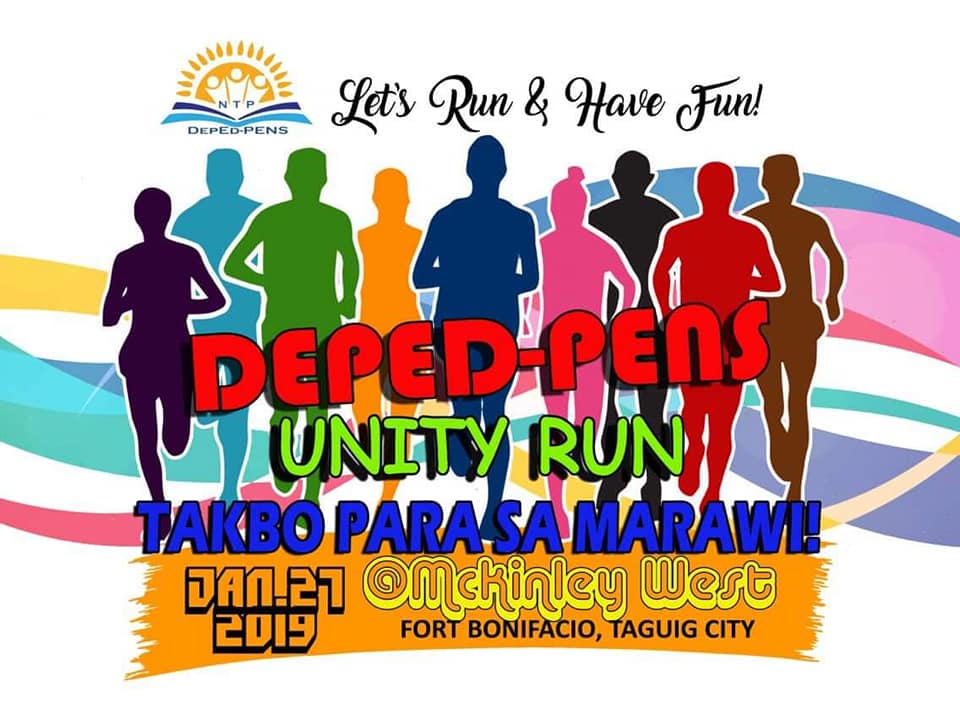 NTP
DEPED-PENS
Let's Run & Have Fun!
DEPED-PENS
UNITY RUN
TAKBO PARA SA MARAWI!
JAN.27
2019
@McKinley West
FORT BONIFACIO, TAGUIG CITY